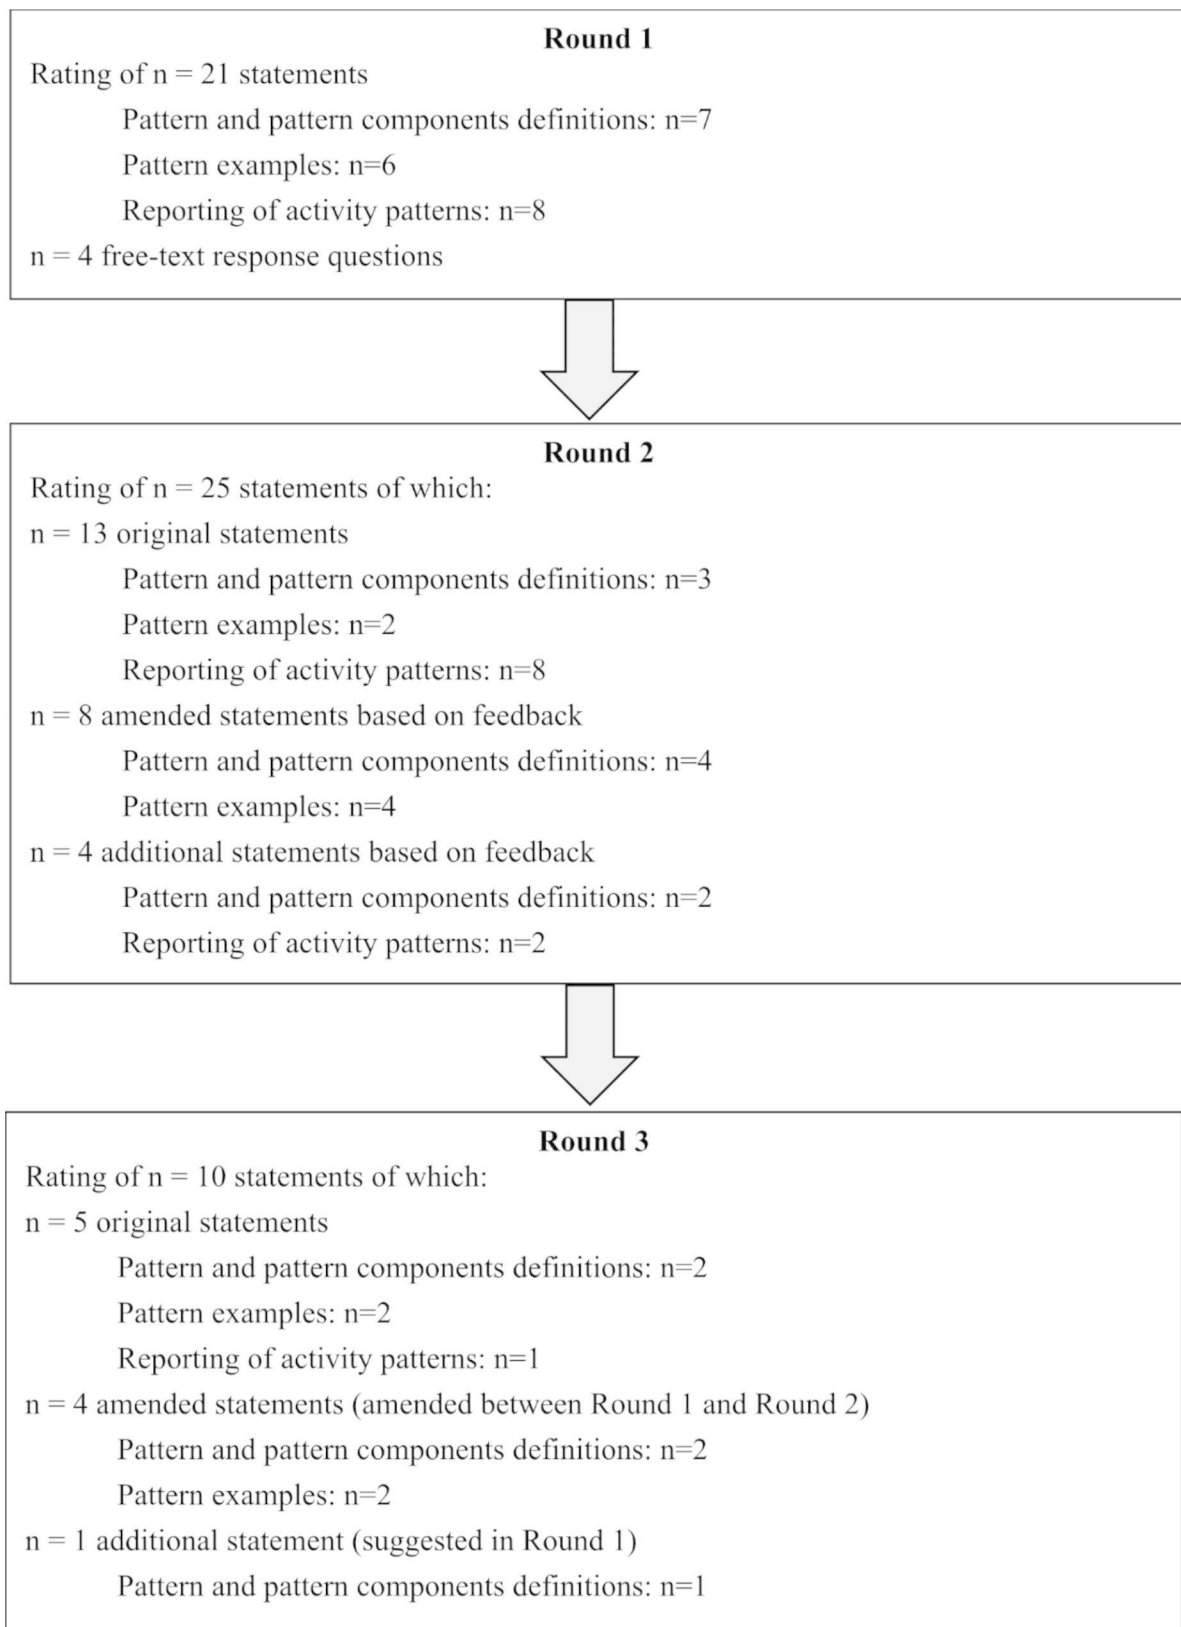 Round 1
Rating of n = 21 statements
Pattern and pattern components definitions: n=7
Pattern examples: n=6
Reporting of activity patterns: n=8
n = 4 free-text response questions
Round 2
Rating of n = 25 statements of which:
n = 13 original statements
Pattern and pattern components definitions: n=3
Pattern examples: n=2
Reporting of activity patterns: n=8
n = 8 amended statements based on feedback
Pattern and pattern components definitions: n=4
Pattern examples: n=4
n = 4 additional statements based on feedback
Pattern and pattern components definitions: n=2
Reporting of activity patterns: n=2
Round 3
Rating of n = 10 statements of which:
n = 5 original statements
Pattern and pattern components definitions: n=2
Pattern examples: n=2
Reporting of activity patterns: n=1
n = 4 amended statements (amended between Round 1 and Round 2)
Pattern and pattern components definitions: n=2
Pattern examples: n=2
n = 1 additional statement (suggested in Round 1)
Pattern and pattern components definitions: n=1